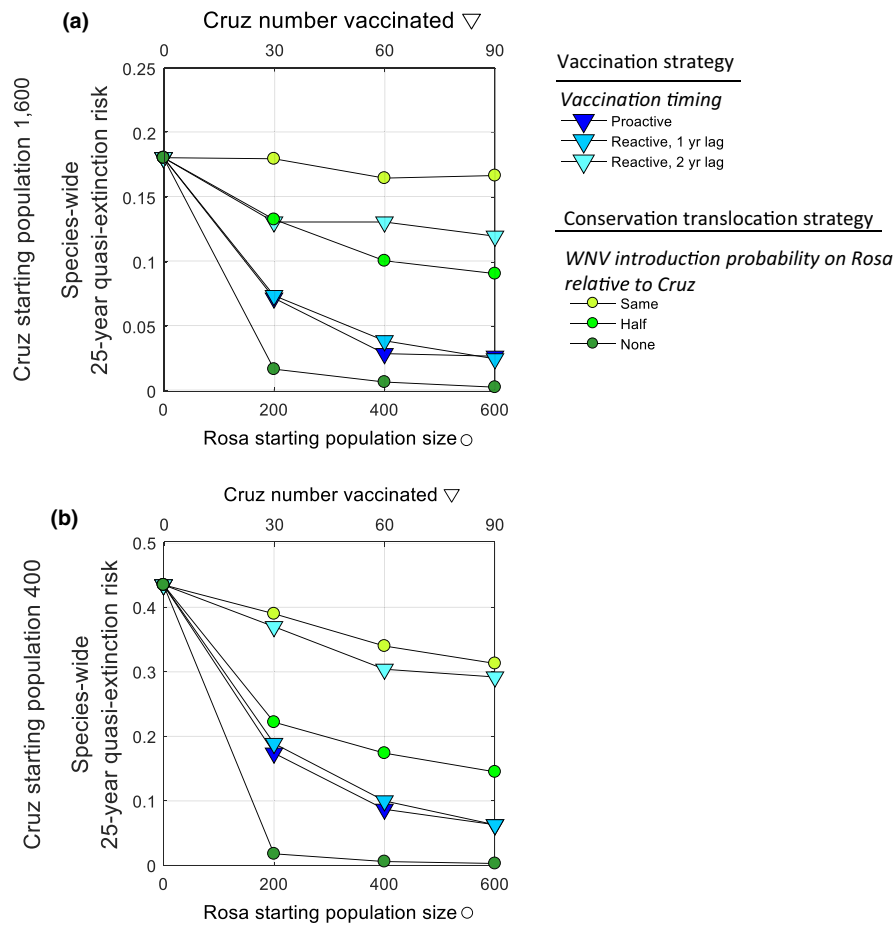 (a)
Cruz number vaccinated ▽
0 30 60 90
0.25
0.2
0.15
0.1
0.05
0
Cruz starting population 1,600
Species-wide
25-year quasi-extinction risk
0 200 400 600
Rosa starting population size ○
Vaccination strategy
Vaccination timing
Proactive
Reactive, 1 yr lag
Reactive, 2 yr lag
Conservation translocation strategy
WNV introduction probability on Rosa
relative to Cruz
Same
Half
None
(b)
Cruz number vaccinated ▽
0 30 60 90
0.5
0.4
0.3
0.2
0.1
0
Cruz starting population 400
Species-wide
25-year quasi-extinction risk
0 200 400 600
Rosa starting population size ○